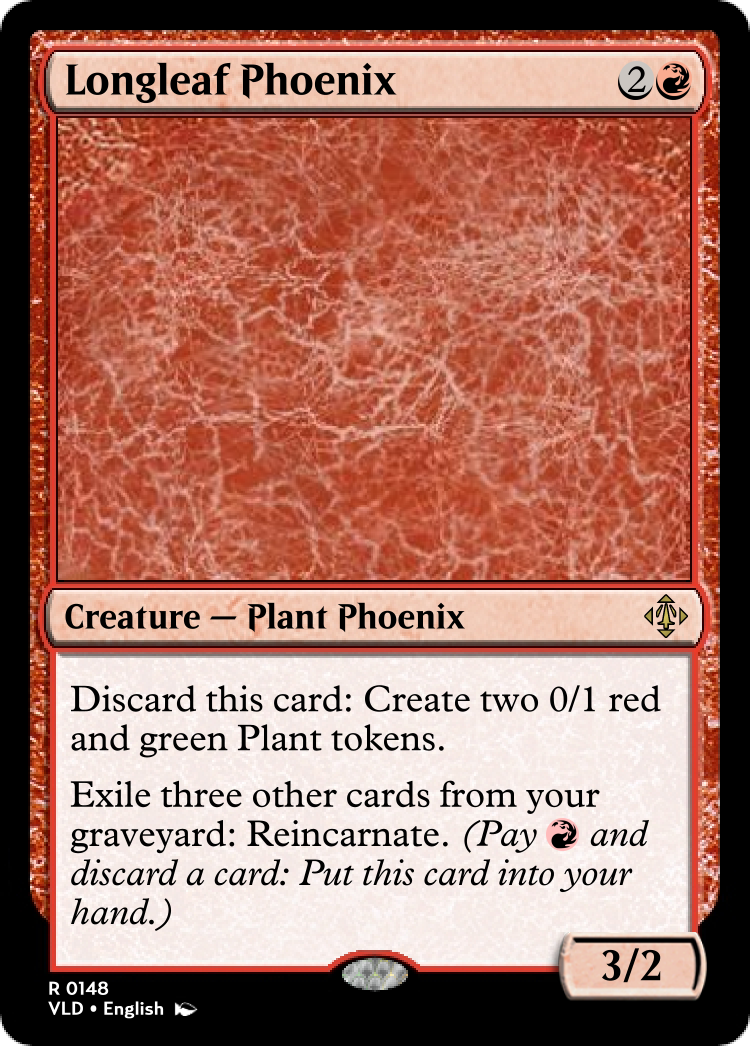 Longleaf Phoenix 2
Creature — Plant Phoenix
Discard this card: Create two 0/1 red
and green Plant tokens.
Exile three other cards from your
graveyard: Reincarnate. (Pay and
discard a card: Put this card into your
hand.)
3/2
R 0148
VLD • English